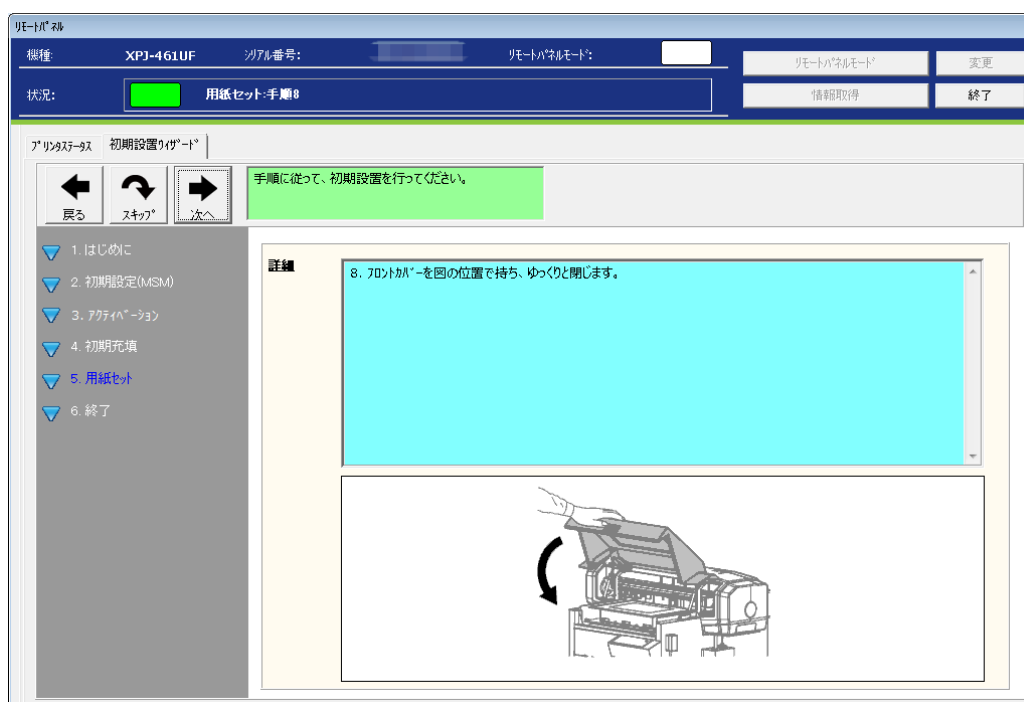 ﾘﾓｰﾄﾊﾟﾈﾙ
機種: XPJ-461UF ｼﾘｱﾙ番号: ﾘﾓｰﾄﾊﾟﾈﾙﾓｰﾄﾞ:
ﾘﾓｰﾄﾊﾟﾈﾙﾓｰﾄﾞ 変更
状況: 用紙セット:手順8
情報取得 終了
ﾌﾟﾘﾝﾀｽﾃｰﾀｽ 初期設置ｳｨｻﾞｰﾄﾞ
戻る ｽｷｯﾌﾟ 次へ
手順に従って、初期設置を行ってください。
1. はじめに
2. 初期設定(MSM)
3. ｱｸﾃｨﾍﾞｰｼｮﾝ
4. 初期充填
5. 用紙ｾｯﾄ
6. 終了
詳細
8. ﾌﾛﾝﾄｶﾊﾞｰを図の位置で持ち、ゆっくりと閉じます。